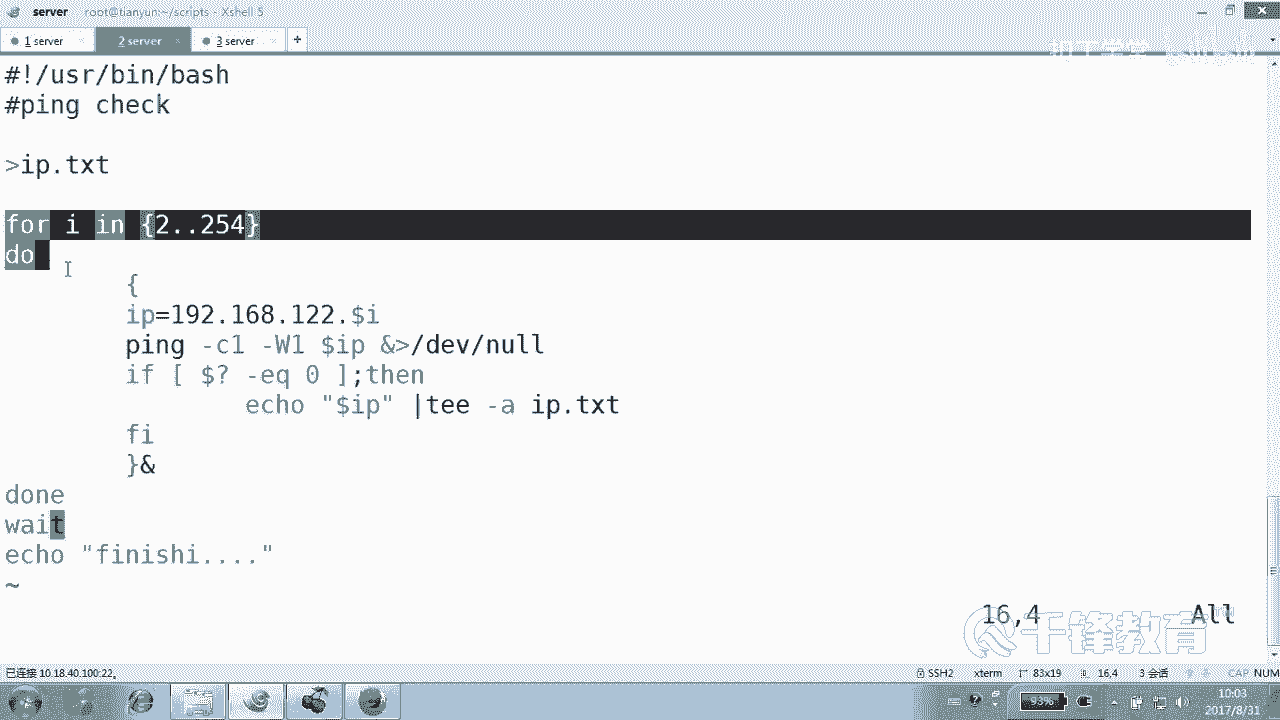 server root@tianyun:~/scripts - Xshell 5
1 server 2 server 3 server +
#!/usr/bin/bash
#ping check
>ip.txt
for i in {2..254}
do
{
ip=192.168.122.$i
ping -c1 -W1 $ip &>/dev/null
if [ $? -eq 0 ];then
echo "$ip" |tee -a ip.txt
fi
}&
done
wait
echo "finishi...."
~
16,4 All
千锋教育
已连接 10.18.40.100:22。 SSH2 xterm 83x19 16,4 3 会话 CAP NUM
93% 10:03
2017/8/31